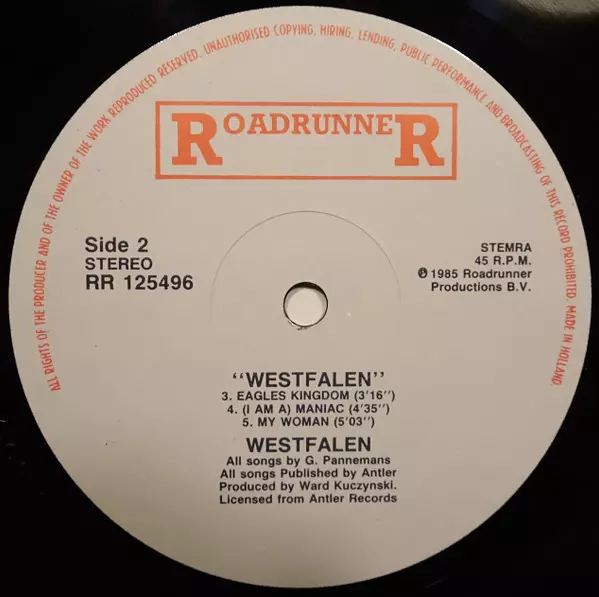 ALL RIGHTS OF THE PRODUCER AND OF THE OWNER OF THE WORK REPRODUCED RESERVED. UNAUTHORISED COPYING, HIRING, LENDING, PUBLIC PERFORMANCE AND BROADCASTING OF THIS RECORD PROHIBITED. MADE IN HOLLAND.
ROADRUNNER
Side 2
STEREO
RR 125496
STEMRA
45 R.P.M.
℗ 1985 Roadrunner
Productions B.V.
"WESTFALEN"
3. EAGLES KINGDOM (3'16")
4. (I AM A) MANIAC (4'35")
5. MY WOMAN (5'03")
WESTFALEN
All songs by G. Pannemans
All songs Published by Antler
Produced by Ward Kuczynski.
Licensed from Antler Records